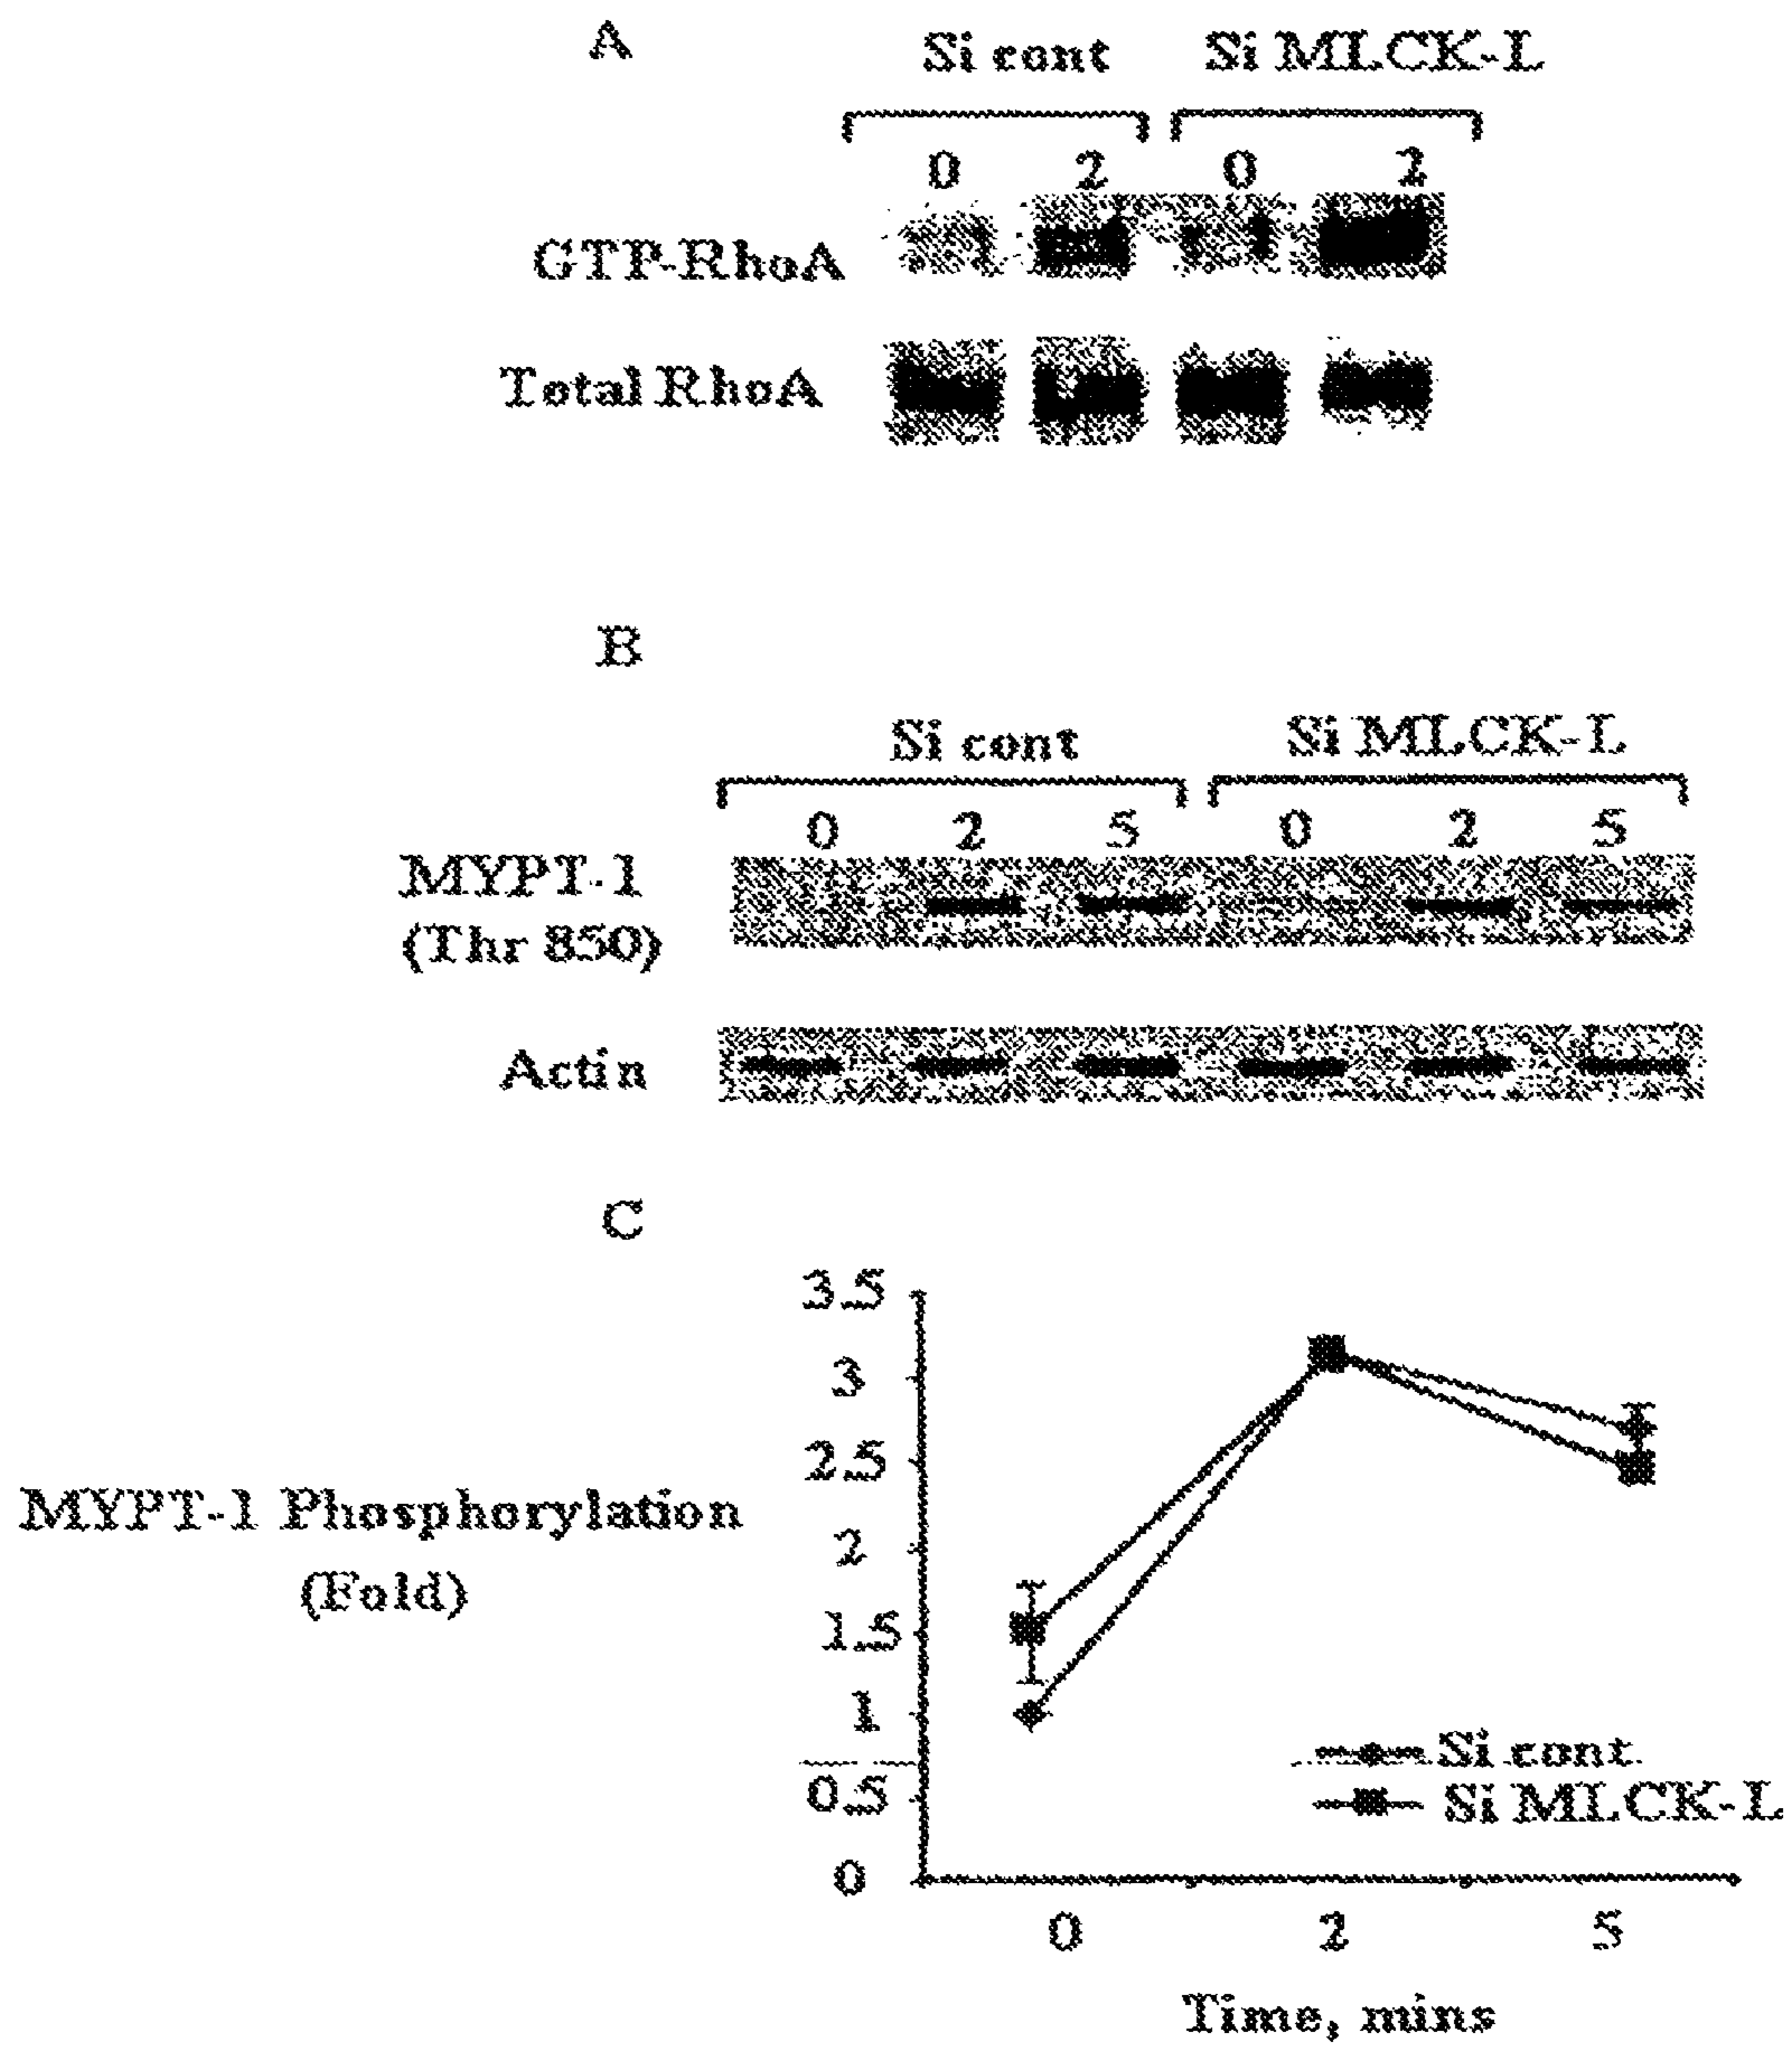 A
Si cont Si MLCK-L
0 2 0 2
GTP-RhoA
Total RhoA
B
Si cont Si MLCK-L
0 2 5 0 2 5
MYPT-1
(Thr 850)
Actin
C
3.5
3
2.5
2
1.5
1
0.5
0
MYPT-1 Phosphorylation
(Fold)
Si cont
Si MLCK-L
0 2 5
Time, mins